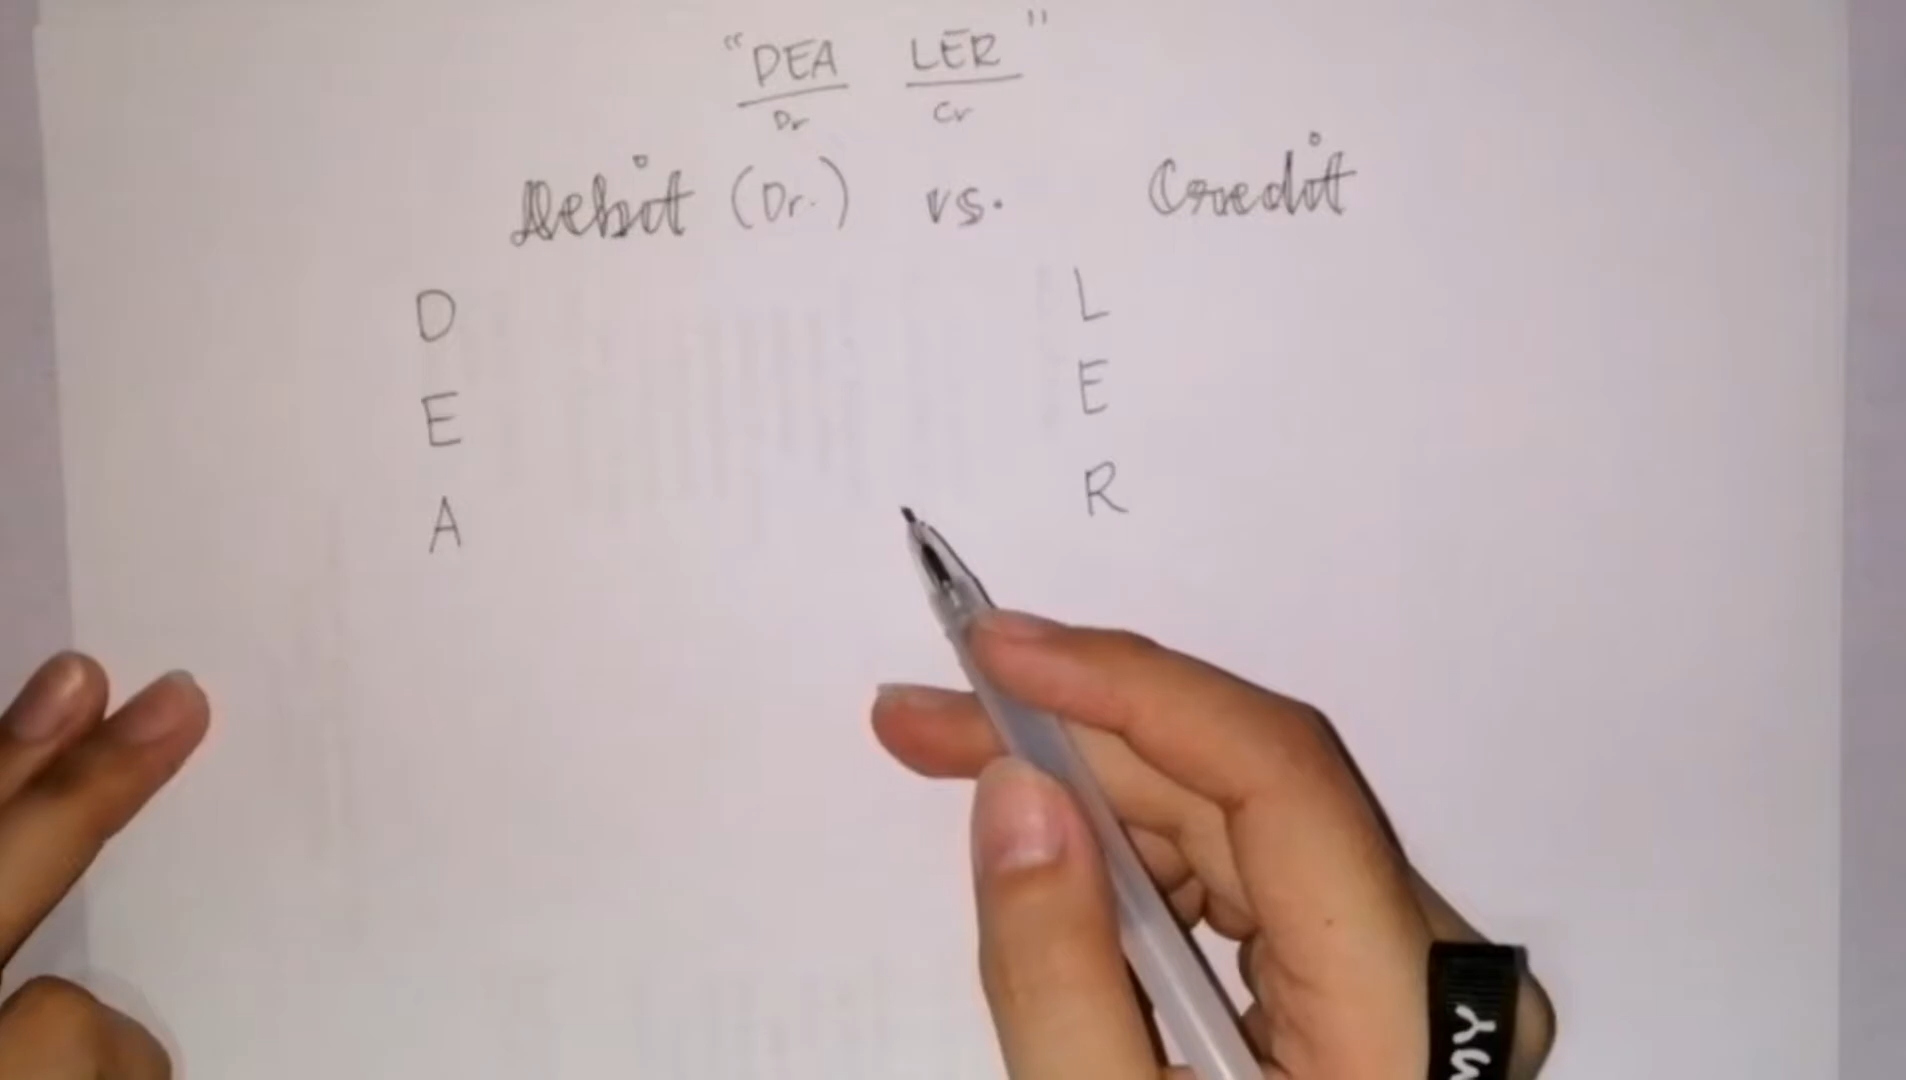 “DEA LER”
Dr Cr
Debit (Dr.) vs. Credit
D L
E E
A R